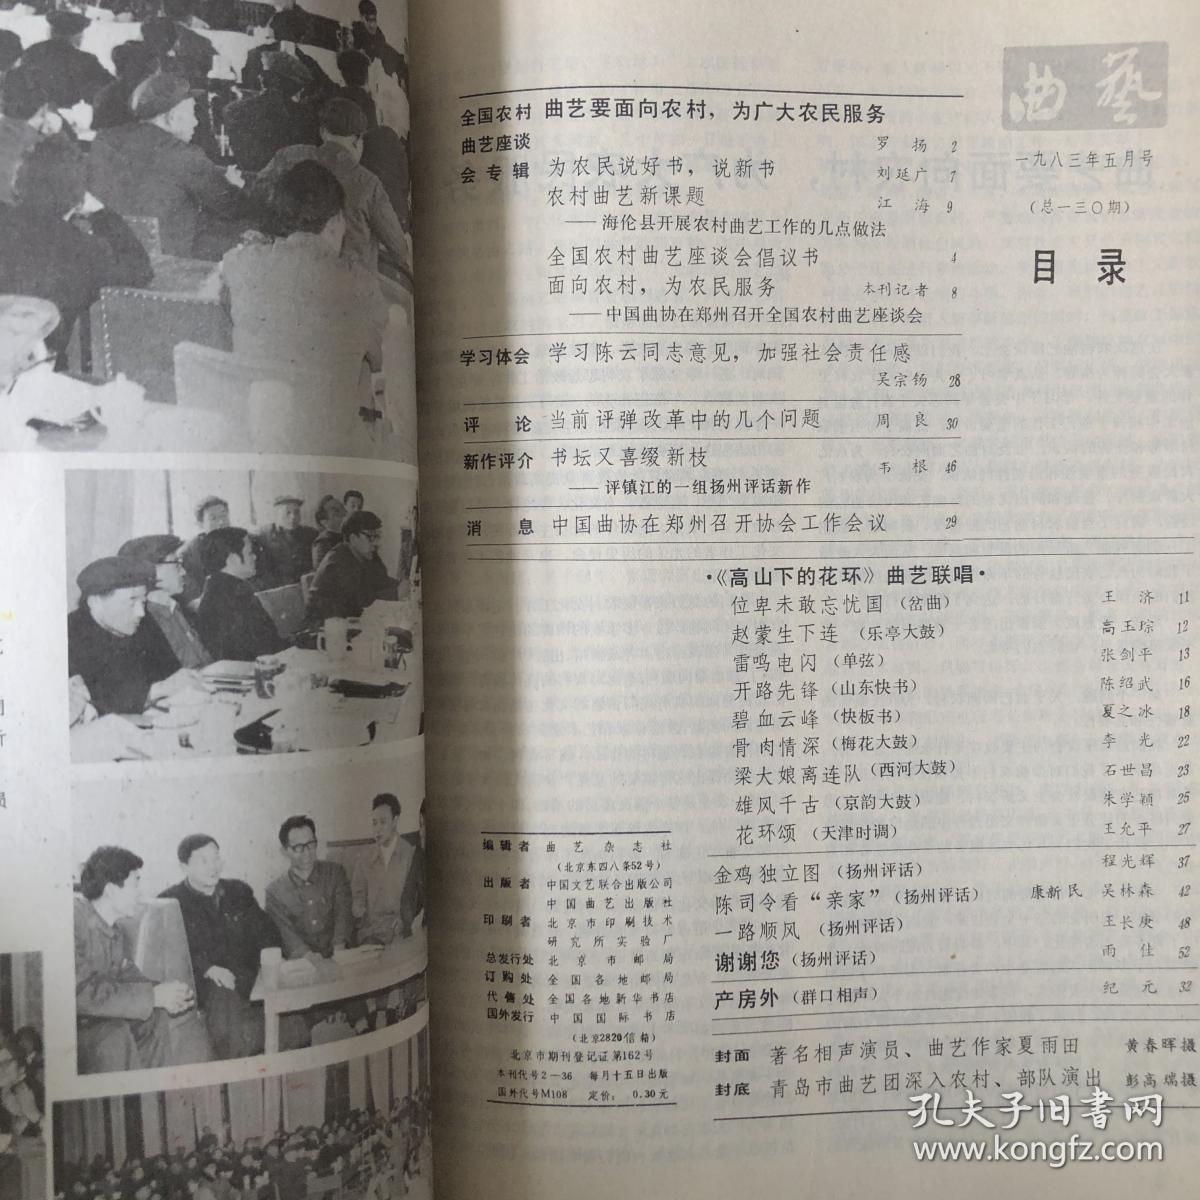 曲艺
一九八三年五月号
（总一三〇期）
目录
全国农村曲艺座谈会专辑
曲艺要面向农村，为广大农民服务
罗扬 2
为农民说好书，说新书 刘延广 7
农村曲艺新课题 江海 9
——海伦县开展农村曲艺工作的几点做法
全国农村曲艺座谈会倡议书 4
面向农村，为农民服务 本刊记者 8
——中国曲协在郑州召开全国农村曲艺座谈会
学习体会 学习陈云同志意见，加强社会责任感
吴宗锡 28
评论 当前评弹改革中的几个问题 周良 30
新作评介 书坛又喜缀新枝 韦根 46
——评镇江的一组扬州评话新作
消息 中国曲协在郑州召开协会工作会议 29
·《高山下的花环》曲艺联唱·
位卑未敢忘忧国（岔曲） 王济 11
赵蒙生下连（乐亭大鼓） 高玉琮 12
雷鸣电闪（单弦） 张剑平 13
开路先锋（山东快书） 陈绍武 16
碧血云峰（快板书） 夏之冰 18
骨肉情深（梅花大鼓） 李光 22
梁大娘离连队（西河大鼓） 石世昌 23
雄风千古（京韵大鼓） 朱学颖 25
花环颂（天津时调） 王允平 27
金鸡独立图（扬州评话） 程光辉 37
陈司令看“亲家”（扬州评话） 康新民 吴林森 42
一路顺风（扬州评话） 王长庚 48
谢谢您（扬州评话） 雨佳 52
产房外（群口相声） 纪元 32
封面 著名相声演员、曲艺作家夏雨田 黄春晖摄
封底 青岛市曲艺团深入农村、部队演出 彭高瑞摄
编辑者 曲艺杂志社
（北京东四八条52号）
出版者 中国文艺联合出版公司
中国曲艺出版社
印刷者 北京市印刷技术
研究所实验厂
总发行处 北京市邮局
订购处 全国各地邮局
代售处 全国各地新华书店
国外发行 中国国际书店
（北京2820信箱）
北京市期刊登记证第162号
本刊代号2—36 每月十五日出版
国外代号M108 定价：0.30元
孔夫子旧书网
www.kongfz.com